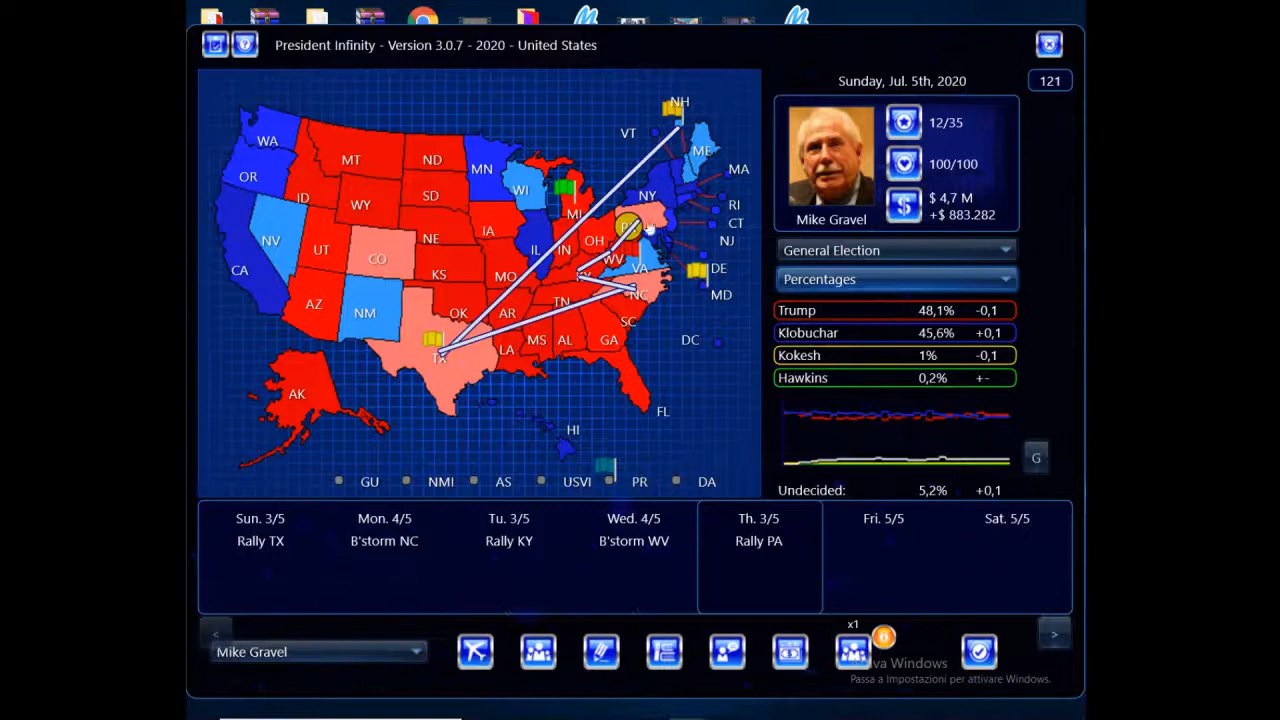 President Infinity - Version 3.0.7 - 2020 - United States
Sunday, Jul. 5th, 2020
121
12/35
100/100
$ 4,7 M
+$ 883.282
Mike Gravel
General Election
Percentages
Trump 48,1% -0,1
Klobuchar 45,6% +0,1
Kokesh 1% -0,1
Hawkins 0,2% +-
G
Undecided: 5,2% +0,1
NH
VT
WA
MT
ND
MN
ME
MA
OR
ID
WY
SD
WI
NY
RI
MI
CT
NV
UT
CO
NE
IA
IL
IN
OH
NJ
CA
KS
MO
WV
VA
DE
KY
MD
AZ
NM
OK
AR
TN
NC
SC
TX
LA
MS
AL
GA
DC
AK
FL
HI
GU
NMI
AS
USVI
PR
DA
Sun. 3/5
Rally TX
Mon. 4/5
B'storm NC
Tu. 3/5
Rally KY
Wed. 4/5
B'storm WV
Th. 3/5
Rally PA
Fri. 5/5
Sat. 5/5
<
>
x1
Mike Gravel
Windows
Passa a Impostazioni per attivare Windows.